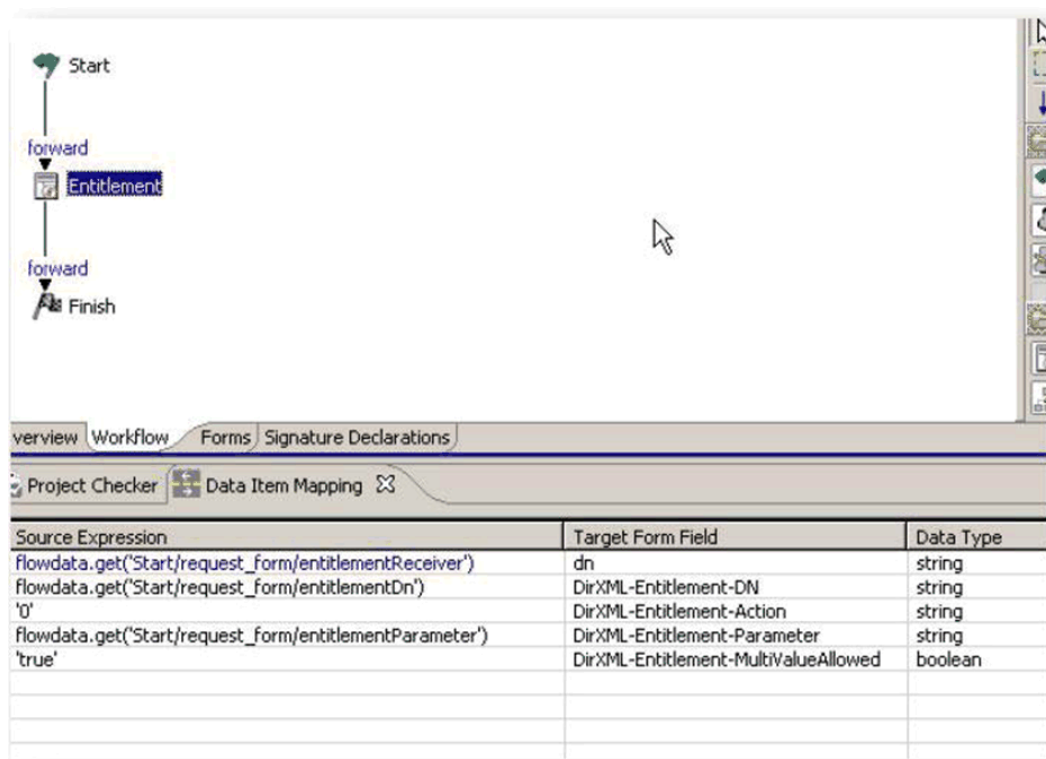 Start
forward
Entitlement
forward
Finish
verview Workflow Forms Signature Declarations
Project Checker Data Item Mapping
Source Expression Target Form Field Data Type
flowdata.get('Start/request_form/entitlementReceiver') dn string
flowdata.get('Start/request_form/entitlementDn') DirXML-Entitlement-DN string
'0' DirXML-Entitlement-Action string
flowdata.get('Start/request_form/entitlementParameter') DirXML-Entitlement-Parameter string
'true' DirXML-Entitlement-MultiValueAllowed boolean